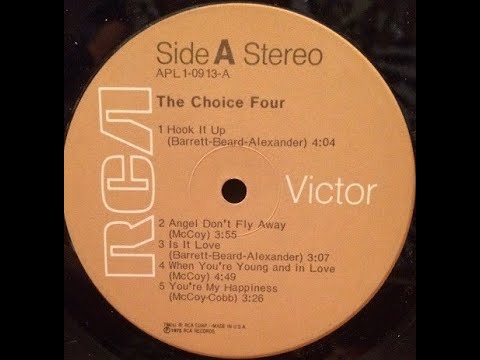 Side A Stereo
APL1-0913-A
The Choice Four
1 Hook It Up
(Barrett-Beard-Alexander) 4:04
RCA
Victor
2 Angel Don't Fly Away
(McCoy) 3:55
3 Is It Love
(Barrett-Beard-Alexander) 3:07
4 When You're Young and in Love
(McCoy) 4:49
5 You're My Happiness
(McCoy-Cobb) 3:26
RCA CORP. - MADE IN U.S.A.
RCA RECORDS